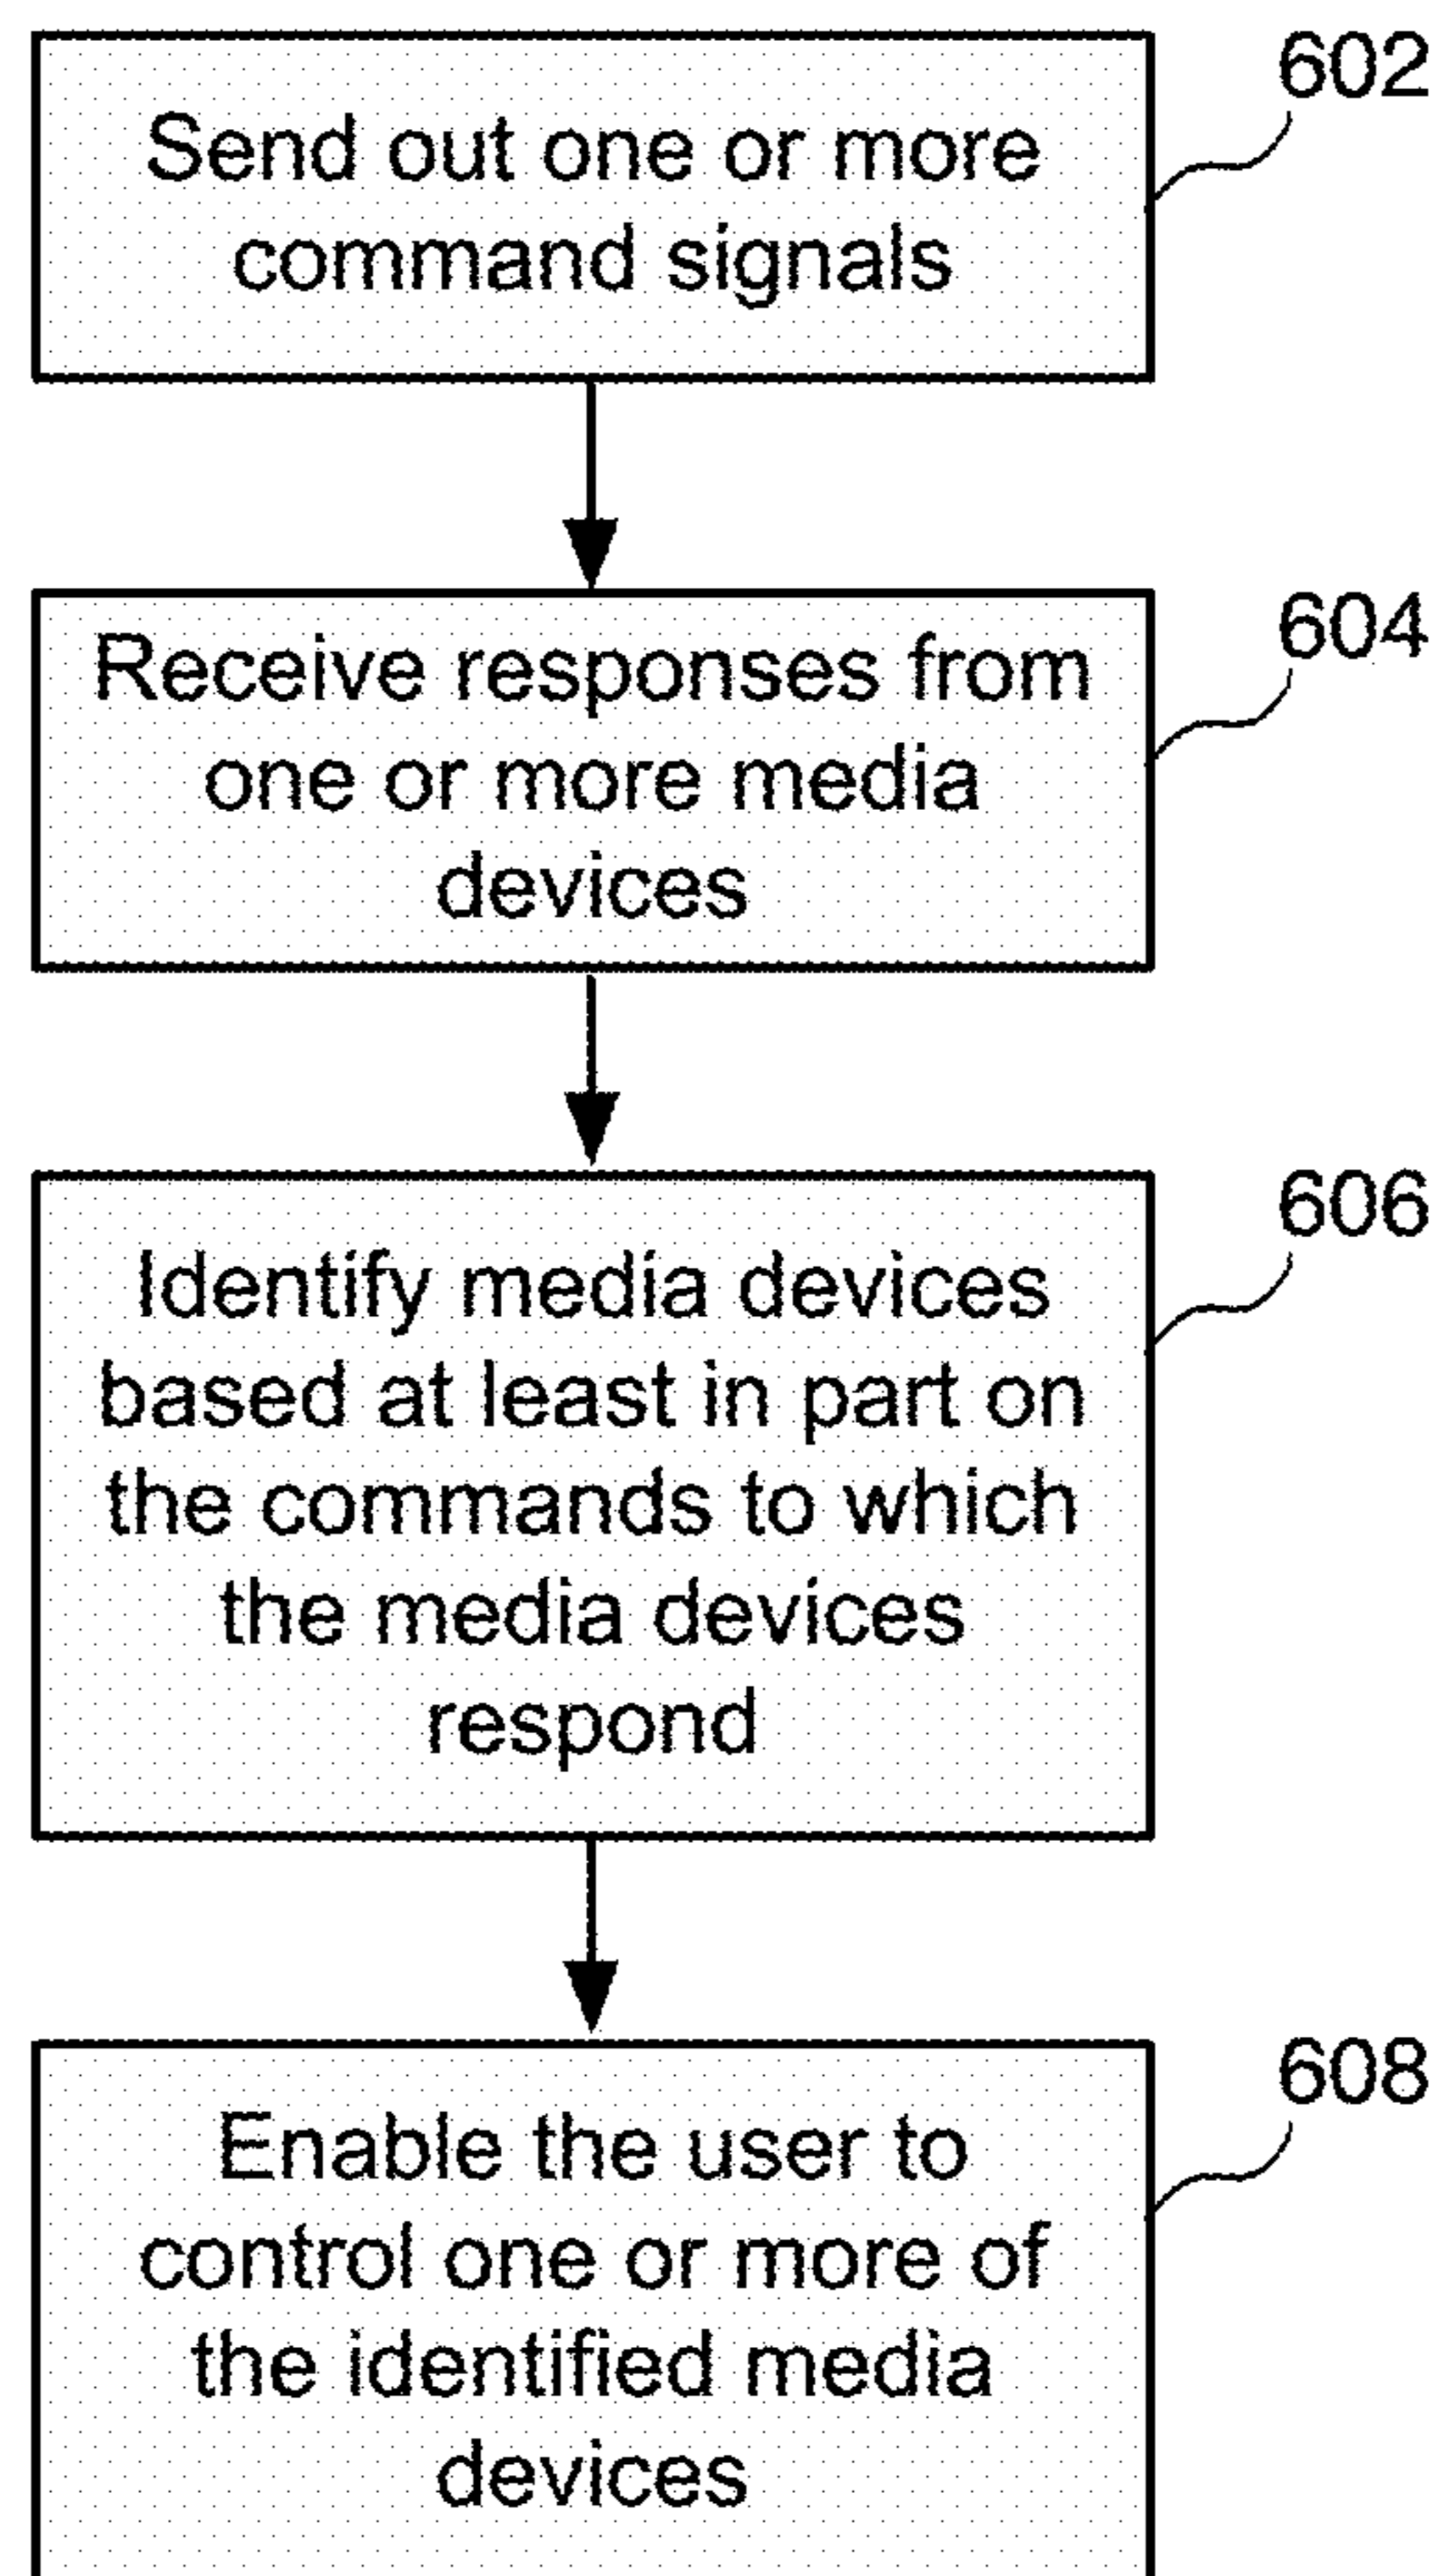 602
Send out one or more
command signals
604
Receive responses from
one or more media
devices
606
Identify media devices
based at least in part on
the commands to which
the media devices
respond
608
Enable the user to
control one or more of
the identified media
devices